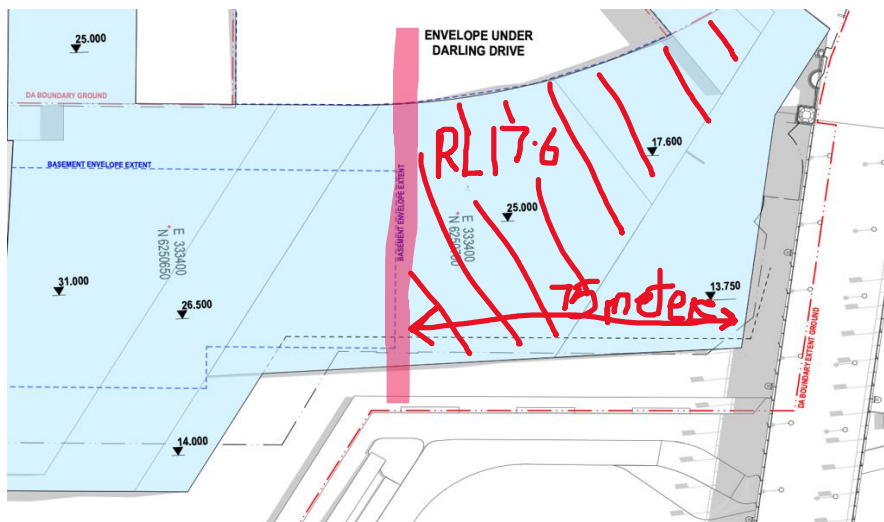 ENVELOPE UNDER
DARLING DRIVE
25.000
DA BOUNDARY GROUND
BASEMENT ENVELOPE EXTENT
BASEMENT ENVELOPE EXTENT
RL17.6
17.600
25.000
E 333400
N 6250650
E 333400
31.000
26.500
75meter
13.750
DA BOUNDARY EXTENT GROUND
14.000